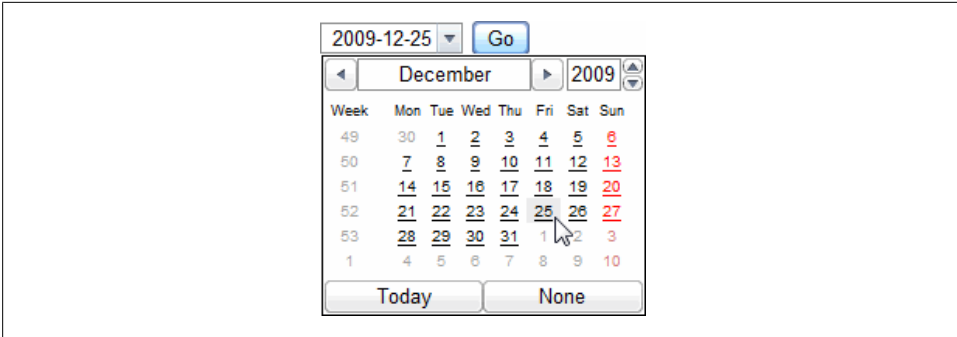 2009-12-25 Go
December 2009
Week Mon Tue Wed Thu Fri Sat Sun
49 30 1 2 3 4 5 6
50 7 8 9 10 11 12 13
51 14 15 16 17 18 19 20
52 21 22 23 24 25 26 27
53 28 29 30 31 1 2 3
1 4 5 6 7 8 9 10
Today None